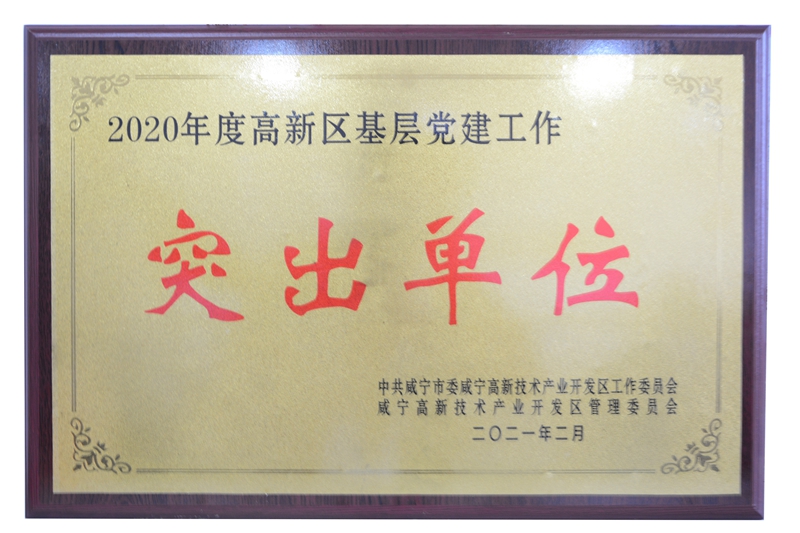 2020年度高新区基层党建工作
突出单位
中共咸宁市委咸宁高新技术产业开发区工作委员会
咸宁高新技术产业开发区管理委员会
二〇二一年二月